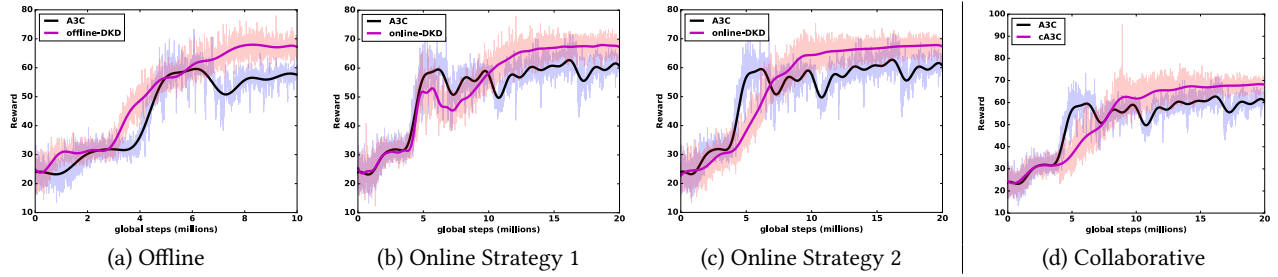 80
70
60
50
40
30
20
10
Reward
A3C
offline-DKD
0 2 4 6 8 10
global steps (millions)
(a) Offline
80
70
60
50
40
30
20
10
Reward
A3C
online-DKD
0 5 10 15 20
global steps (millions)
(b) Online Strategy 1
80
70
60
50
40
30
20
10
Reward
A3C
online-DKD
0 5 10 15 20
global steps (millions)
(c) Online Strategy 2
100
90
80
70
60
50
40
30
20
10
Reward
A3C
cA3C
0 5 10 15 20
global steps (millions)
(d) Collaborative